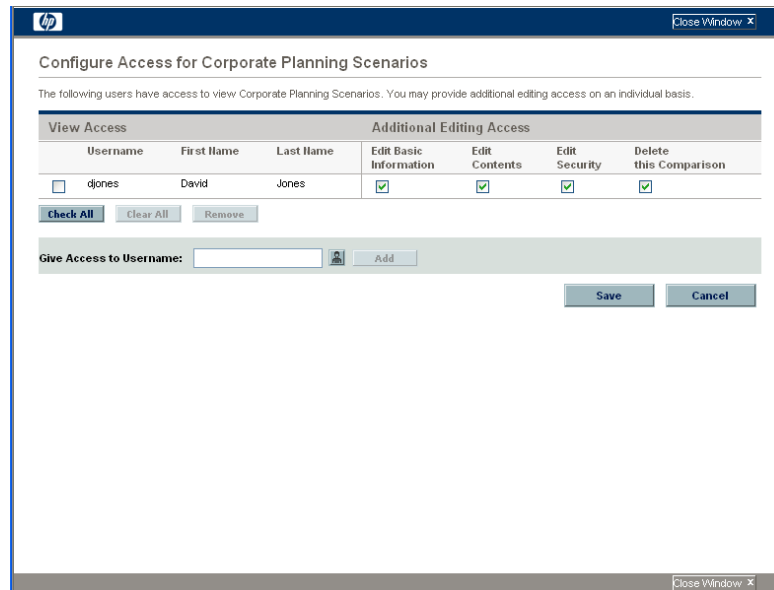 hp
Close Window x
Configure Access for Corporate Planning Scenarios
The following users have access to view Corporate Planning Scenarios. You may provide additional editing access on an individual basis.
View Access Additional Editing Access
Username First Name Last Name Edit Basic Information Edit Contents Edit Security Delete this Comparison
djones David Jones
Check All Clear All Remove
Give Access to Username: Add
Save Cancel
Close Window x